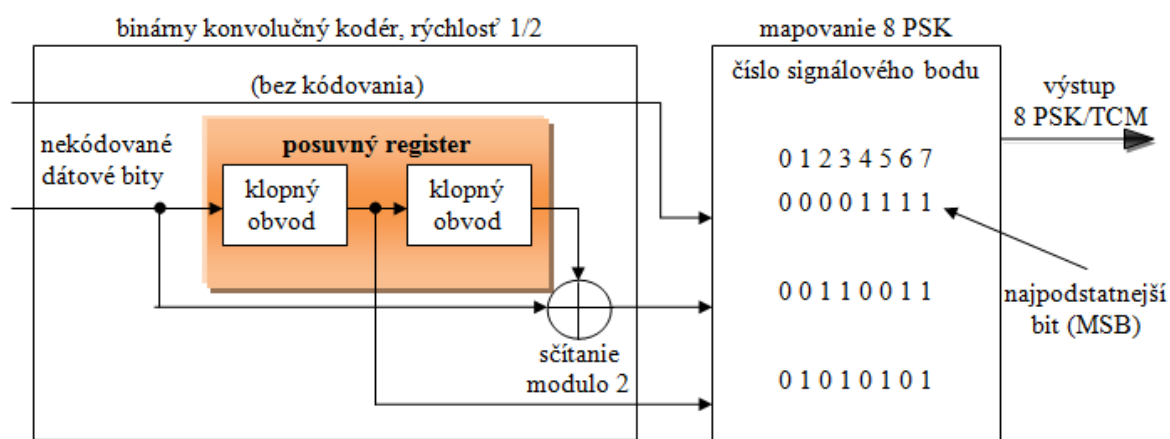 binárny konvolučný kodér, rýchlosť 1/2
(bez kódovania)
nekódované
dátové bity
posuvný register
klopný
obvod
klopný
obvod
sčítanie
modulo 2
mapovanie 8 PSK
číslo signálového bodu
0 1 2 3 4 5 6 7
0 0 0 0 1 1 1 1
0 0 1 1 0 0 1 1
0 1 0 1 0 1 0 1
výstup
8 PSK/TCM
najpodstatnejší
bit (MSB)